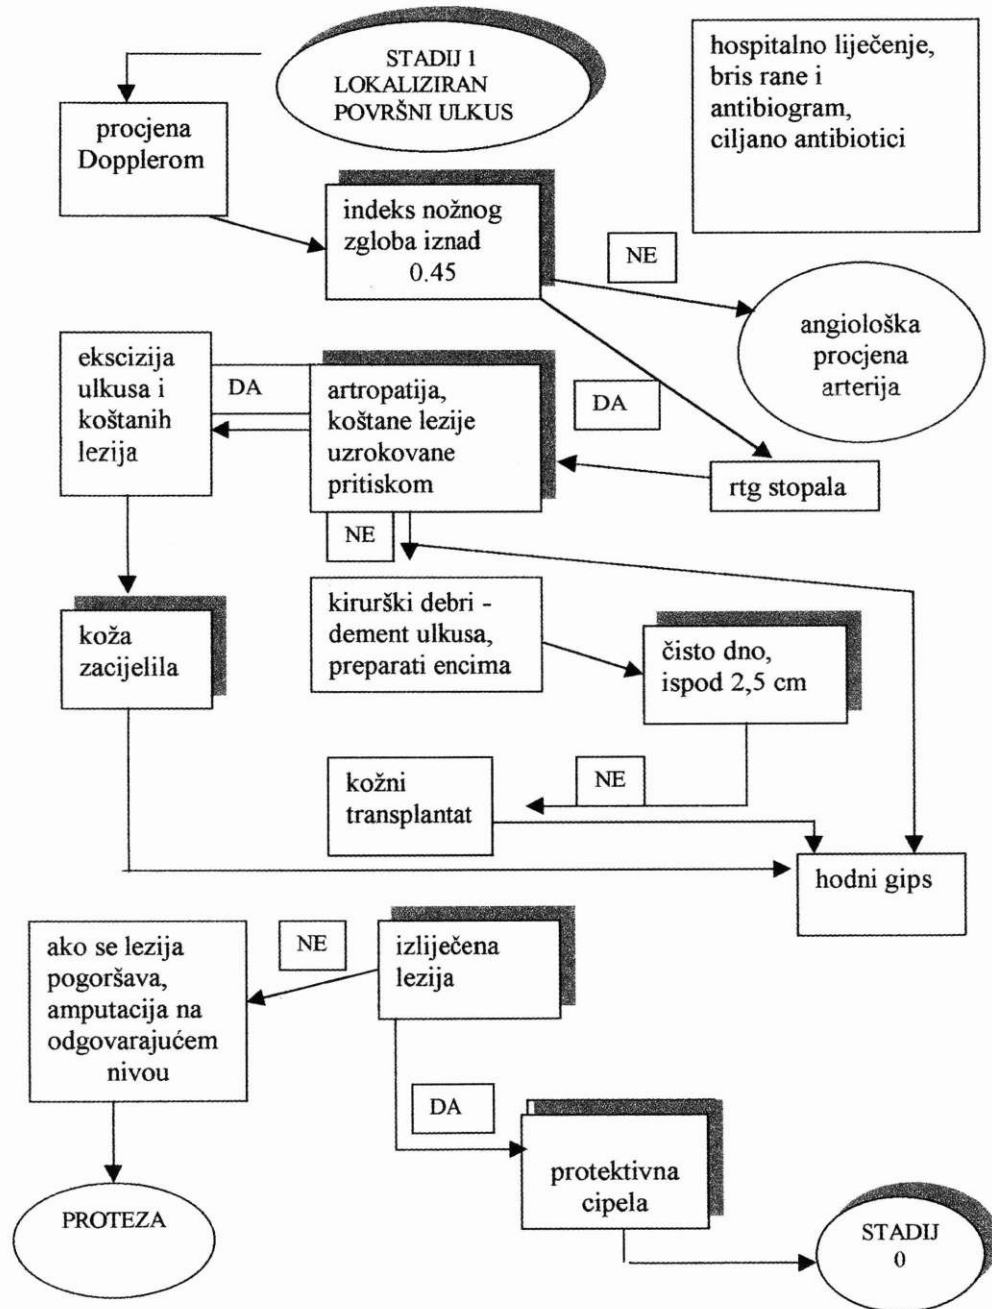 STADIJ 1
LOKALIZIRAN
POVRŠNI ULKUS
hospitalno liječenje,
bris rane i
antibiogram,
ciljano antibiotici
procjena
Dopplerom
indeks nožnog
zgloba iznad
0.45
NE
angiološka
procjena
arterija
ekscizija
ulkusa i
koštanih
lezija
DA
artropatija,
koštane lezije
uzrokovane
pritiskom
DA
rtg stopala
NE
koža
zacijelila
kirurški debri -
dement ulkusa,
preparati encima
čisto dno,
ispod 2,5 cm
NE
kožni
transplantat
hodni gips
ako se lezija
pogoršava,
amputacija na
odgovarajućem
nivou
NE
izliječena
lezija
DA
protektivna
cipela
PROTEZA
STADIJ
0